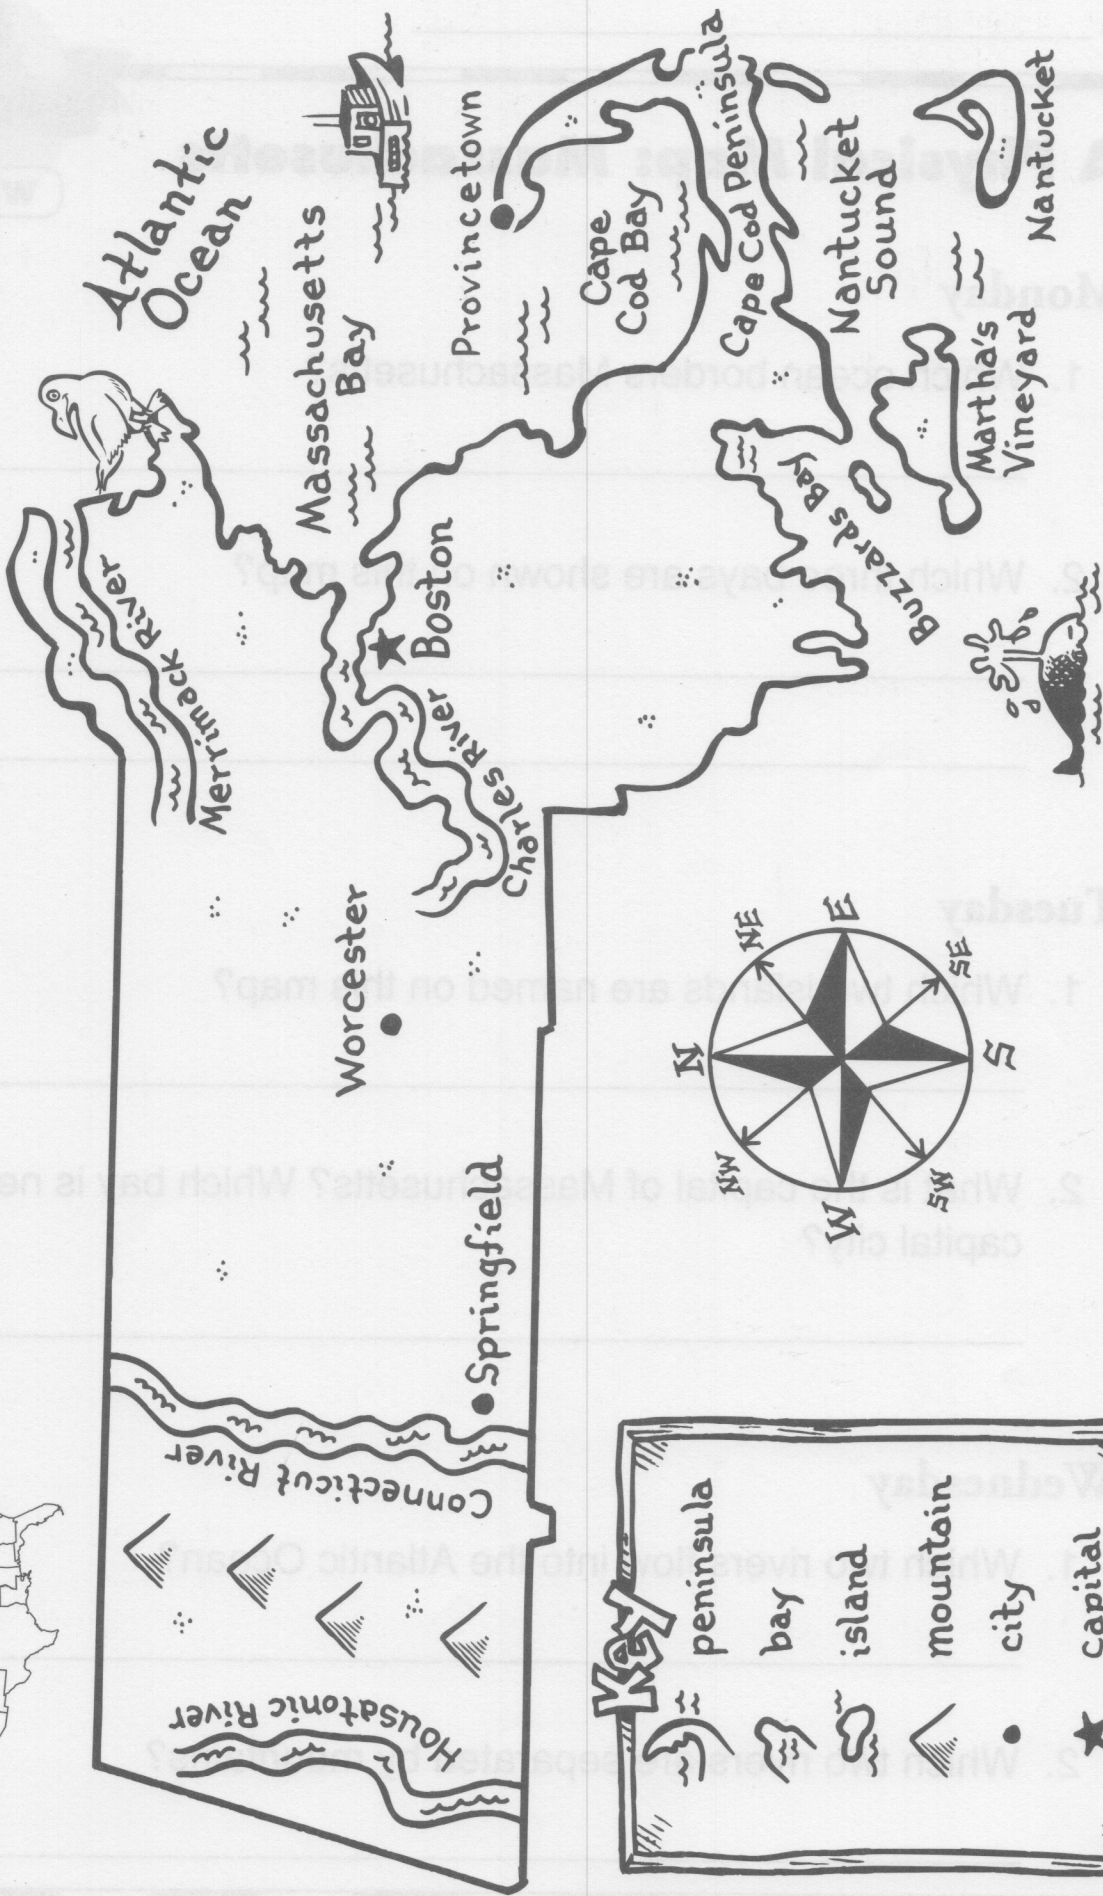 Atlantic
Ocean
Massachusetts
Bay
Provincetown
Cape
Cod Bay
Cape Cod Peninsula
Nantucket
Sound
Nantucket
Martha's
Vineyard
Buzzards Bay
Merrimack River
Boston
Charles River
Worcester
Springfield
Connecticut River
Housatonic River
N
NE
E
SE
S
SW
W
NW
Key
peninsula
bay
island
mountain
city
capital
A Physical Map: Massachusetts
W
Monday
1. Which ocean borders Massachusetts?
2. Which three bays are shown on this map?
Tuesday
1. Which two islands are named on this map?
2. What is the capital of Massachusetts? Which bay is ne
capital city?
Wednesday
1. Which two rivers flow into the Atlantic Ocean?
2. Which two rivers are separated by mountains?